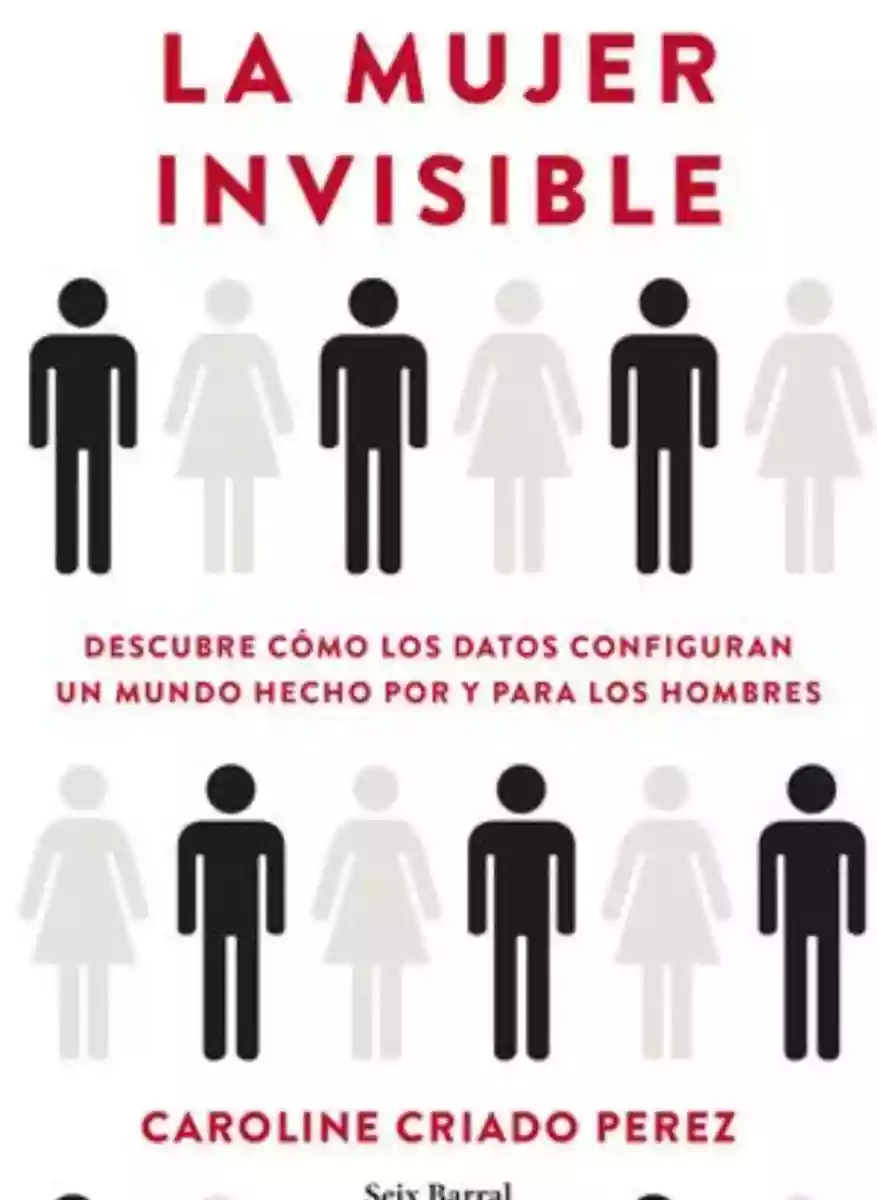 LA MUJER
INVISIBLE
DESCUBRE CÓMO LOS DATOS CONFIGURAN
UN MUNDO HECHO POR Y PARA LOS HOMBRES
CAROLINE CRIADO PEREZ
Seix Barral